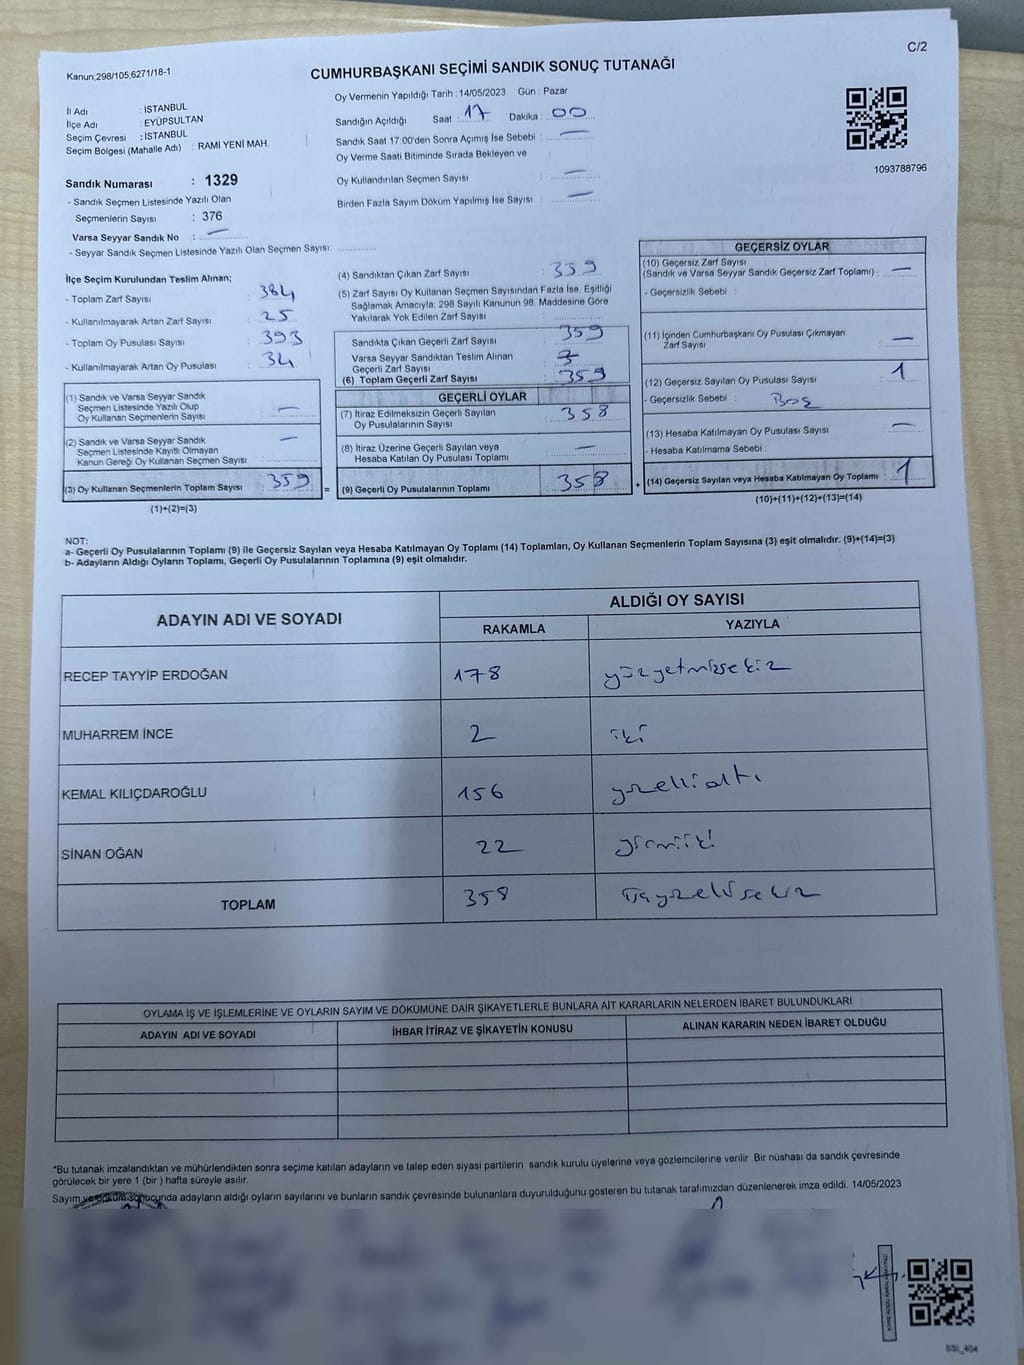 C/2
Kanun;298/105,6271/18-1
CUMHURBAŞKANI SEÇİMİ SANDIK SONUÇ TUTANAĞI
Oy Vermenin Yapıldığı Tarih : 14/05/2023 Gün : Pazar
İl Adı : İSTANBUL
İlçe Adı : EYÜPSULTAN
Seçim Çevresi : İSTANBUL
Seçim Bölgesi (Mahalle Adı) : RAMİ YENİ MAH.
Sandık Numarası : 1329
- Sandık Seçmen Listesinde Yazılı Olan
Seçmenlerin Sayısı : 376
Varsa Seyyar Sandık No : —
- Seyyar Sandık Seçmen Listesinde Yazılı Olan Seçmen Sayısı:
Sandığın Açıldığı Saat : 17 Dakika : 00
Sandık Saat 17:00'den Sonra Açımış İse Sebebi : —
Oy Verme Saati Bitiminde Sırada Bekleyen ve
Oy Kullandırılan Seçmen Sayısı : —
Birden Fazla Sayım Döküm Yapılmış İse Sayısı : —
1093788796
İlçe Seçim Kurulundan Teslim Alınan;
- Toplam Zarf Sayısı : 384
- Kullanılmayarak Artan Zarf Sayısı : 25
- Toplam Oy Pusulası Sayısı : 393
- Kullanılmayarak Artan Oy Pusulası : 34
(1) Sandık ve Varsa Seyyar Sandık
Seçmen Listesinde Yazılı Olup
Oy Kullanan Seçmenlerin Sayısı : —
(2) Sandık ve Varsa Seyyar Sandık
Seçmen Listesinde Kayıtlı Olmayan
Kanun Gereği Oy Kullanan Seçmen Sayısı : —
(3) Oy Kullanan Seçmenlerin Toplam Sayısı : 359
(1)+(2)=(3)
(4) Sandıktan Çıkan Zarf Sayısı : 359
(5) Zarf Sayısı Oy Kullanan Seçmen Sayısından Fazla İse, Eşitliği
Sağlamak Amacıyla; 298 Sayılı Kanunun 98. Maddesine Göre
Yakılarak Yok Edilen Zarf Sayısı :
Sandıkta Çıkan Geçerli Zarf Sayısı : 359
Varsa Seyyar Sandıktan Teslim Alınan
Geçerli Zarf Sayısı :
(6) Toplam Geçerli Zarf Sayısı : 359
GEÇERLİ OYLAR
(7) İtiraz Edilmeksizin Geçerli Sayılan
Oy Pusulalarının Sayısı : 358
(8) İtiraz Üzerine Geçerli Sayılan veya
Hesaba Katılan Oy Pusulası Toplamı : —
= (9) Geçerli Oy Pusulalarının Toplamı : 358
GEÇERSİZ OYLAR
(10) Geçersiz Zarf Sayısı
(Sandık ve Varsa Seyyar Sandık Geçersiz Zarf Toplamı) : —
- Geçersizlik Sebebi :
(11) İçinden Cumhurbaşkanı Oy Pusulası Çıkmayan
Zarf Sayısı : —
(12) Geçersiz Sayılan Oy Pusulası Sayısı : 1
- Geçersizlik Sebebi : Boş
(13) Hesaba Katılmayan Oy Pusulası Sayısı : —
- Hesaba Katılmama Sebebi :
+ (14) Geçersiz Sayılan veya Hesaba Katılmayan Oy Toplamı : 1
(10)+(11)+(12)+(13)=(14)
NOT:
a- Geçerli Oy Pusulalarının Toplamı (9) ile Geçersiz Sayılan veya Hesaba Katılmayan Oy Toplamı (14) Toplamları, Oy Kullanan Seçmenlerin Toplam Sayısına (3) eşit olmalıdır. (9)+(14)=(3)
b- Adayların Aldığı Oyların Toplamı, Geçerli Oy Pusulalarının Toplamına (9) eşit olmalıdır.
ADAYIN ADI VE SOYADI ALDIĞI OY SAYISI
RAKAMLA YAZIYLA
RECEP TAYYİP ERDOĞAN 178 yüzyetmişsekiz
MUHARREM İNCE 2 iki
KEMAL KILIÇDAROĞLU 156 yüzellialtı
SİNAN OĞAN 22 yirmiiki
TOPLAM 358 üçyüzellisekiz
OYLAMA İŞ VE İŞLEMLERİNE VE OYLARIN SAYIM VE DÖKÜMÜNE DAİR ŞİKAYETLERLE BUNLARA AİT KARARLARIN NELERDEN İBARET BULUNDUKLARI
ADAYIN ADI VE SOYADI İHBAR İTİRAZ VE ŞİKAYETİN KONUSU ALINAN KARARIN NEDEN İBARET OLDUĞU
*Bu tutanak imzalandıktan ve mühürlendikten sonra seçime katılan adayların ve talep eden siyasi partilerin sandık kurulu üyelerine veya gözlemcilerine verilir .Bir nüshası da sandık çevresinde
görülecek bir yere 1 (bir ) hafta süreyle asılır.
Sayım ve döküm sonucunda adayların aldığı oyların sayılarını ve bunların sandık çevresinde bulunanlara duyurulduğunu gösteren bu tutanak tarafımızdan düzenlenerek imza edildi. 14/05/2023